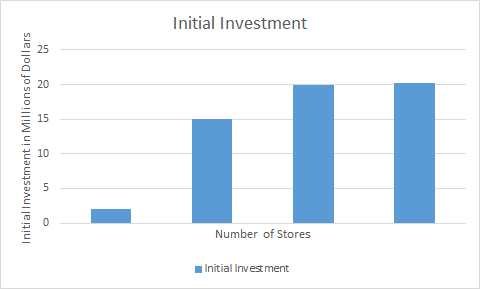 Initial Investment
Initial Investment in Millions of Dollars
25
20
15
10
5
0
Number of Stores
Initial Investment